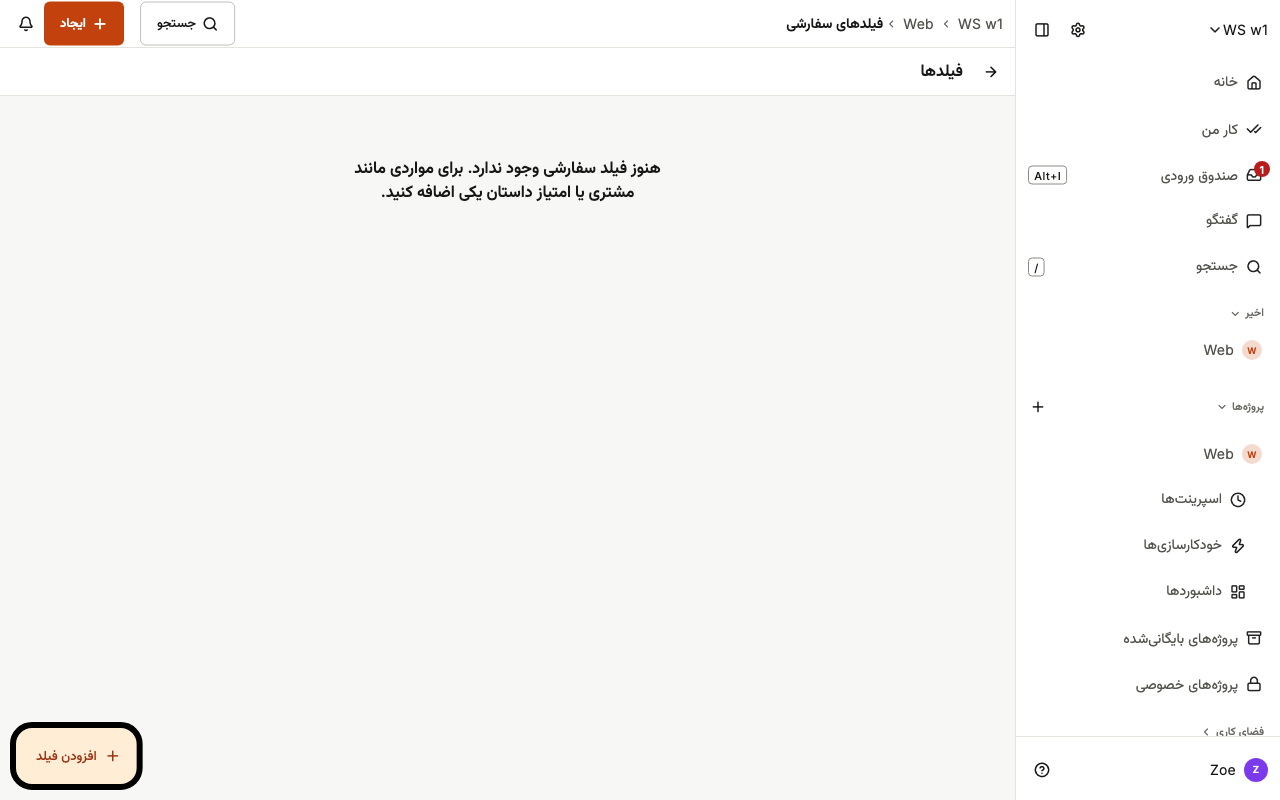 WS w1
خانه
کار من
صندوق ورودی
1
Alt+I
گفتگو
جستجو
/
اخیر
W
Web
پروژه‌ها
W
Web
اسپرینت‌ها
خودکارسازی‌ها
داشبوردها
پروژه‌های بایگانی‌شده
پروژه‌های خصوصی
فضای کاری
Z
Zoe
WS w1 › Web › فیلدهای سفارشی
جستجو
ایجاد
فیلدها
هنوز فیلد سفارشی وجود ندارد. برای مواردی مانند
مشتری یا امتیاز داستان یکی اضافه کنید.
افزودن فیلد